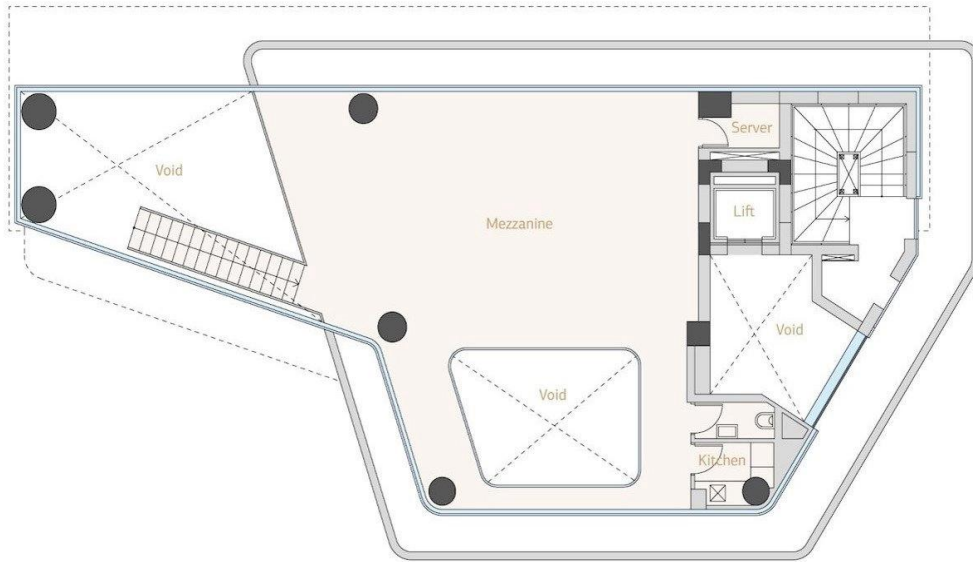 Server
Void
Lift
Mezzanine
Void
Void
Kitchen